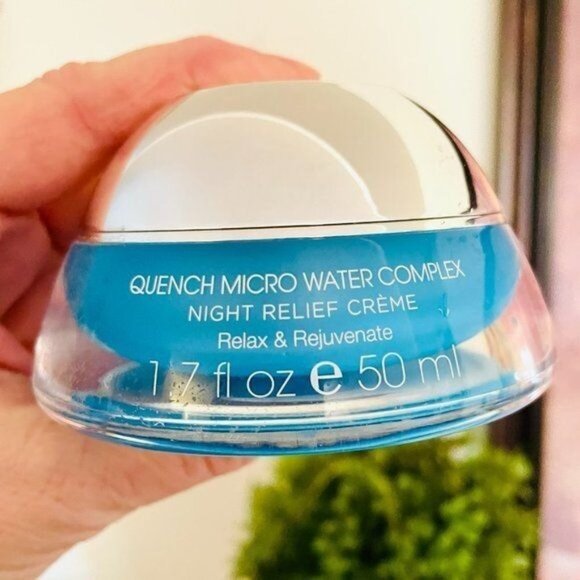 QUENCH MICRO WATER COMPLEX
NIGHT RELIEF CRÈME
Relax & Rejuvenate
1 7 fl oz e 50 ml